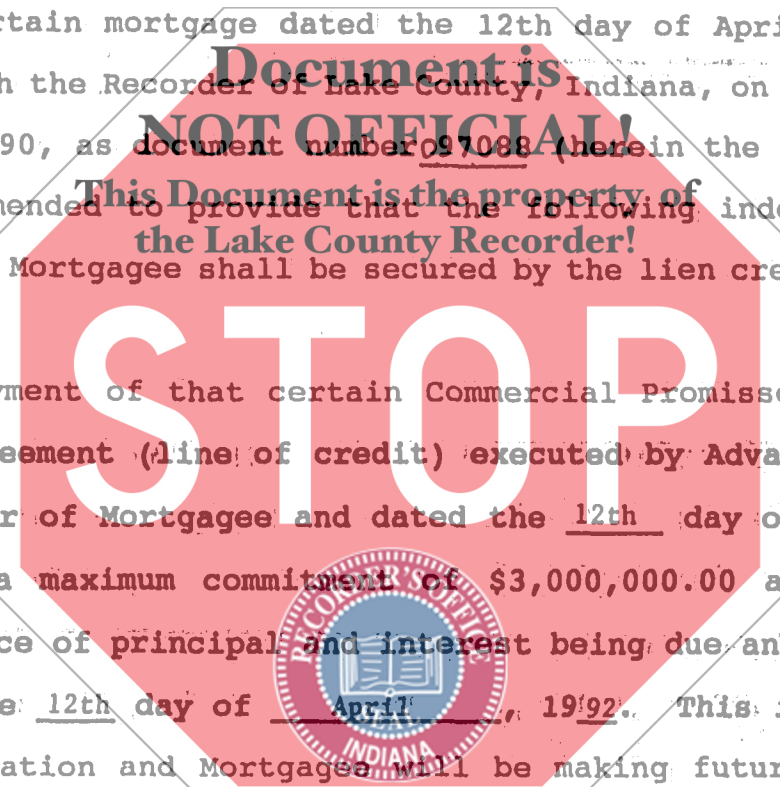 rtain mortgage dated the 12th day of Apri
Document is
h the Recorder of Lake County, Indiana, on
NOT OFFICIAL!
90, as document number 097088 (herein the
This Document is the property of
mended to provide that the following inde
the Lake County Recorder!
Mortgagee shall be secured by the lien cre
STOP
yment of that certain Commercial Promisso
eement (line of credit) executed by Adva
r of Mortgagee and dated the 12th day o
a maximum commitment of $3,000,000.00 a
RECORDER'S OFFICE
ce of principal and interest being due an
e 12th day of April, 1992. This i
SEAL
INDIANA
ation and Mortgagee will be making futur